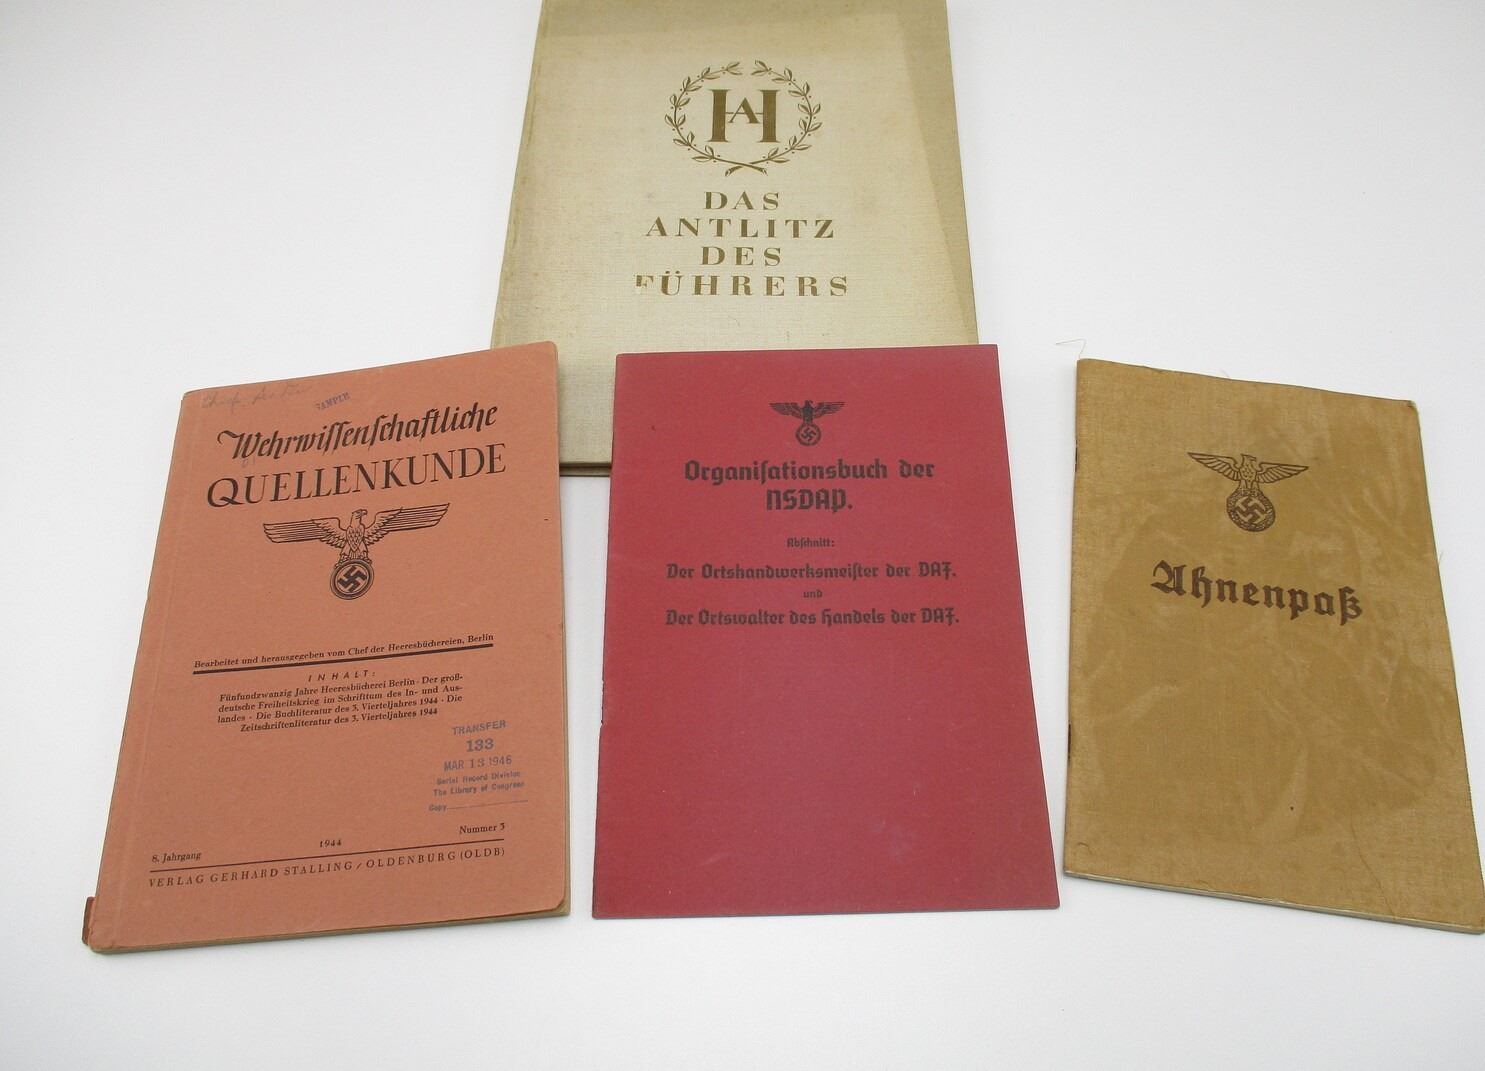 HA
DAS
ANTLITZ
DES
FÜHRERS
Wehrwiſſenſchaftliche
QUELLENKUNDE
Bearbeitet und herausgegeben vom Chef der Heeresbüchereien, Berlin
INHALT:
Fünfundzwanzig Jahre Heeresbücherei Berlin · Der groß-
deutsche Freiheitskrieg im Schrifttum des In- und Aus-
landes · Die Buchliteratur des 3. Vierteljahres 1944 · Die
Zeitschriftenliteratur des 3. Vierteljahres 1944
TRANSFER
133
MAR 13 1946
Serial Record Division
The Library of Congress
Copy
8. Jahrgang 1944 Nummer 3
VERLAG GERHARD STALLING / OLDENBURG (OLDB)
Organiſationsbuch der
NSDAP.
Abſchnitt:
Der Ortshandwerksmeiſter der DAF.
und
Der Ortswalter des Handels der DAF.
Ahnenpaß